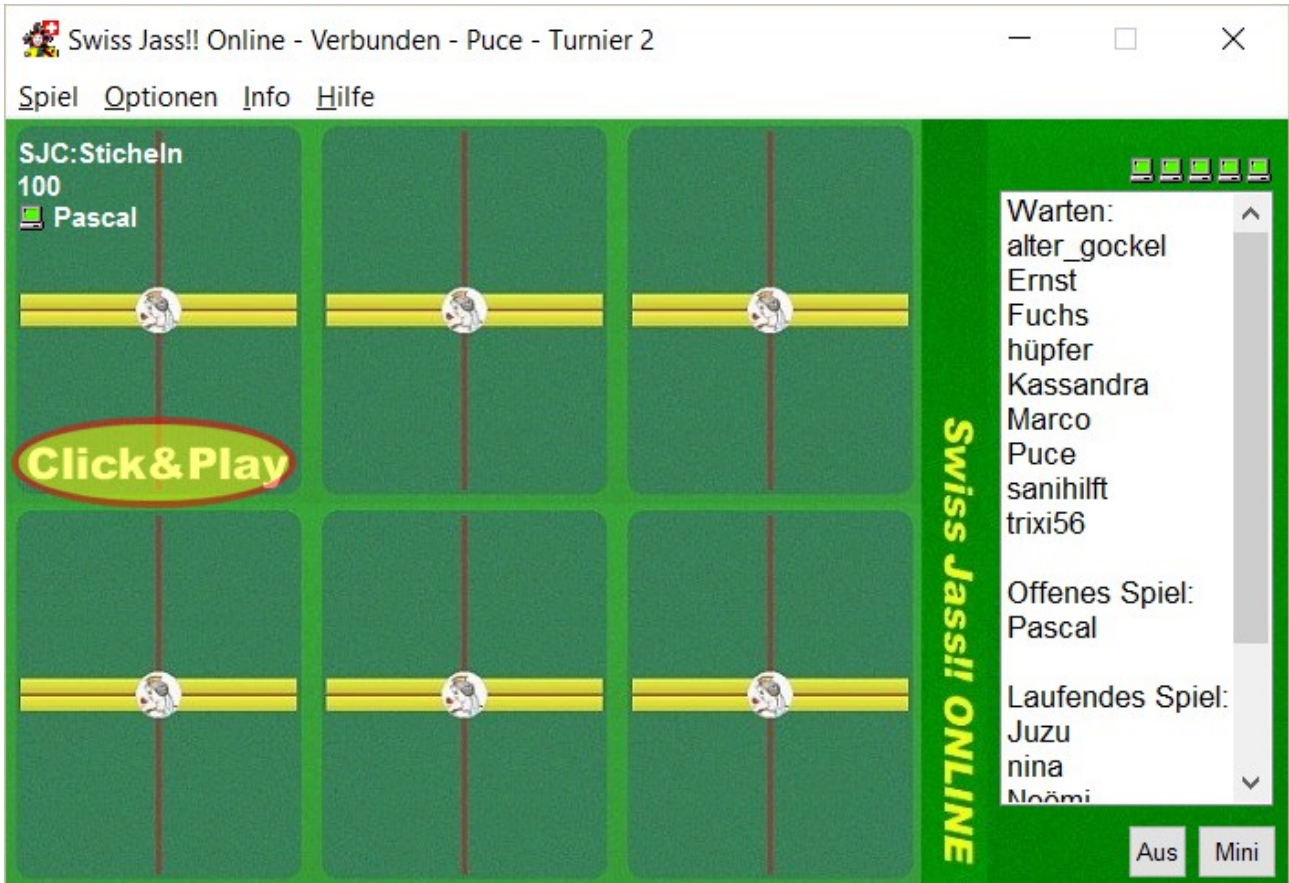 Swiss Jass!! Online - Verbunden - Puce - Turnier 2
Spiel Optionen Info Hilfe
SJC:Sticheln
100
Pascal
Click&Play
Swiss Jass!! ONLINE
Warten:
alter_gockel
Ernst
Fuchs
hüpfer
Kassandra
Marco
Puce
sanihilft
trixi56
Offenes Spiel:
Pascal
Laufendes Spiel:
Juzu
nina
Noömi
Aus Mini